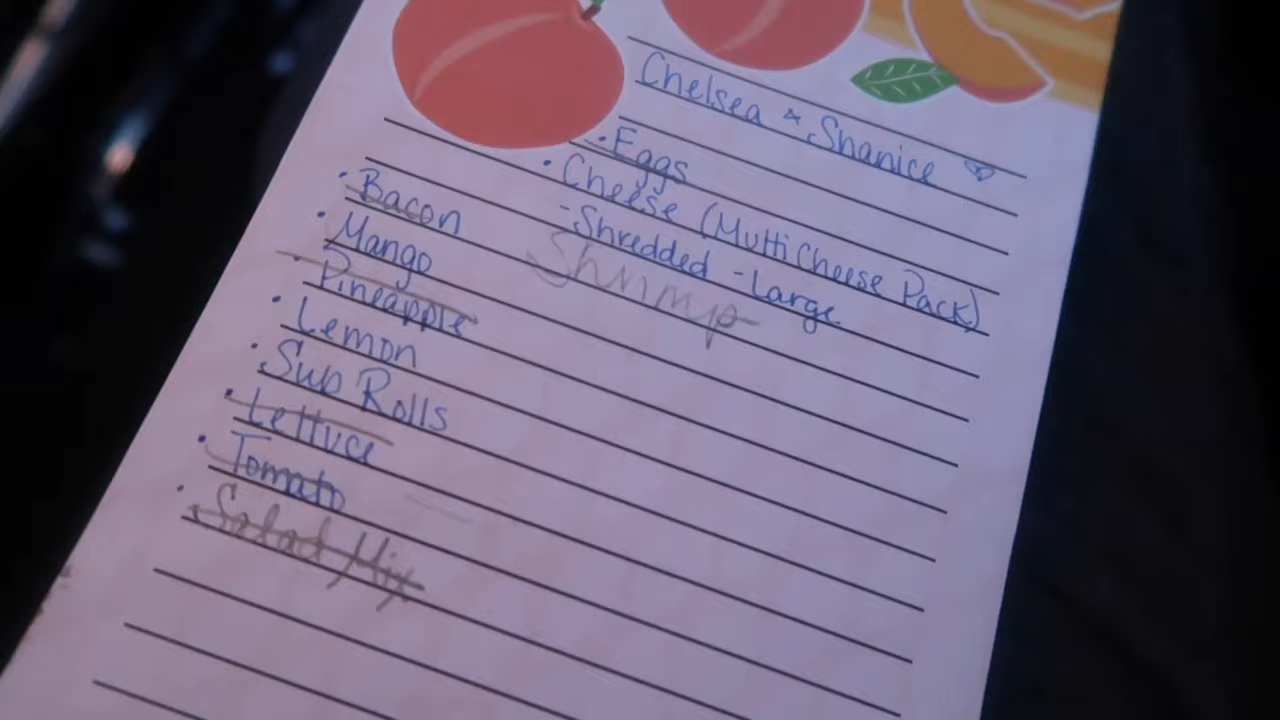 Chelsea & Shanice
· Eggs
· Cheese (Multi Cheese Pack)
- Shredded - Large
Shrimp
· Bacon
· Mango
· Pineapple
· Lemon
· Sub Rolls
· Lettuce
· Tomato
· Salad Mix